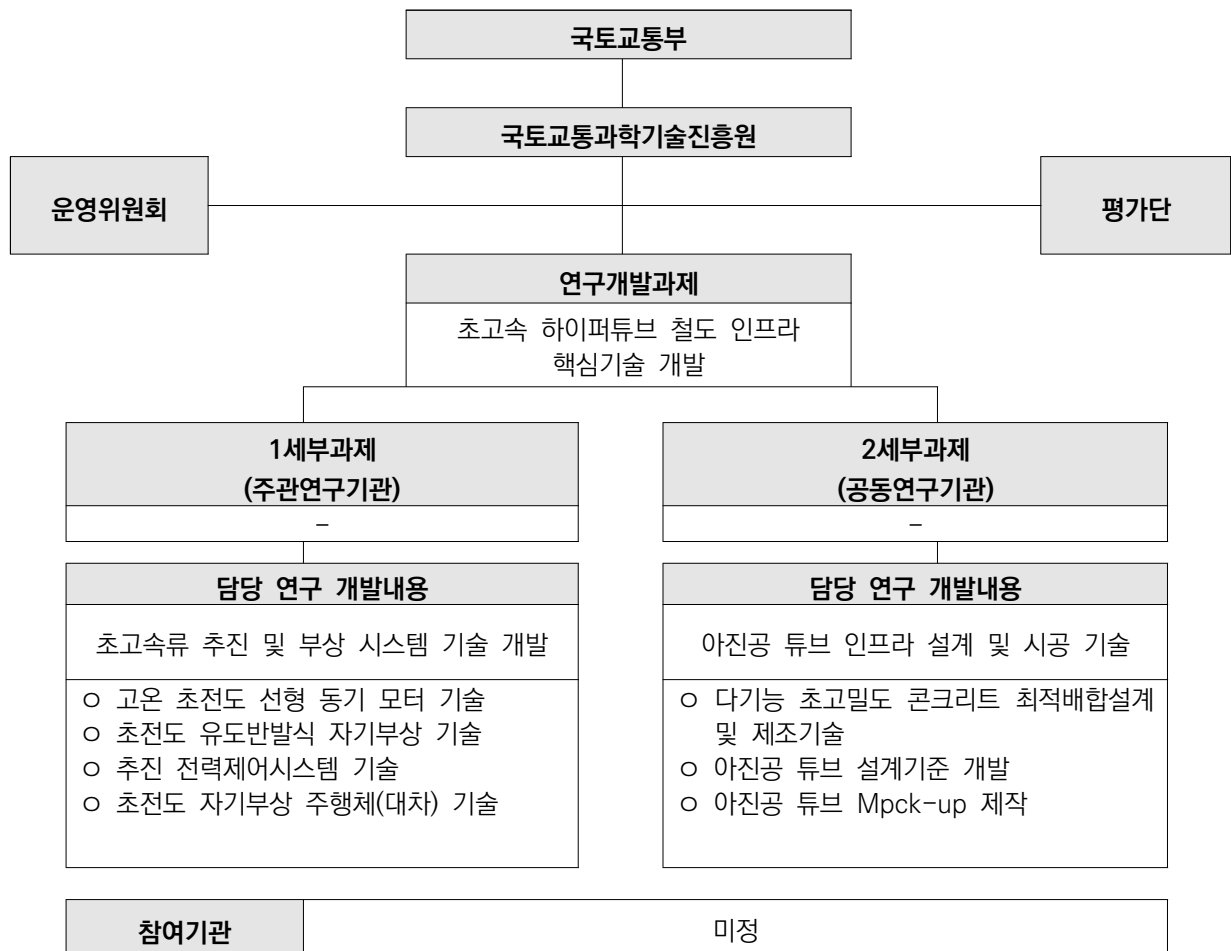 국토교통부
국토교통과학기술진흥원
운영위원회
평가단
연구개발과제
초고속 하이퍼튜브 철도 인프라
핵심기술 개발
1세부과제
(주관연구기관)
–
담당 연구 개발내용
초고속류 추진 및 부상 시스템 기술 개발
ㅇ 고온 초전도 선형 동기 모터 기술
ㅇ 초전도 유도반발식 자기부상 기술
ㅇ 추진 전력제어시스템 기술
ㅇ 초전도 자기부상 주행체(대차) 기술
2세부과제
(공동연구기관)
–
담당 연구 개발내용
아진공 튜브 인프라 설계 및 시공 기술
ㅇ 다기능 초고밀도 콘크리트 최적배합설계
및 제조기술
ㅇ 아진공 튜브 설계기준 개발
ㅇ 아진공 튜브 Mpck-up 제작
참여기관
미정